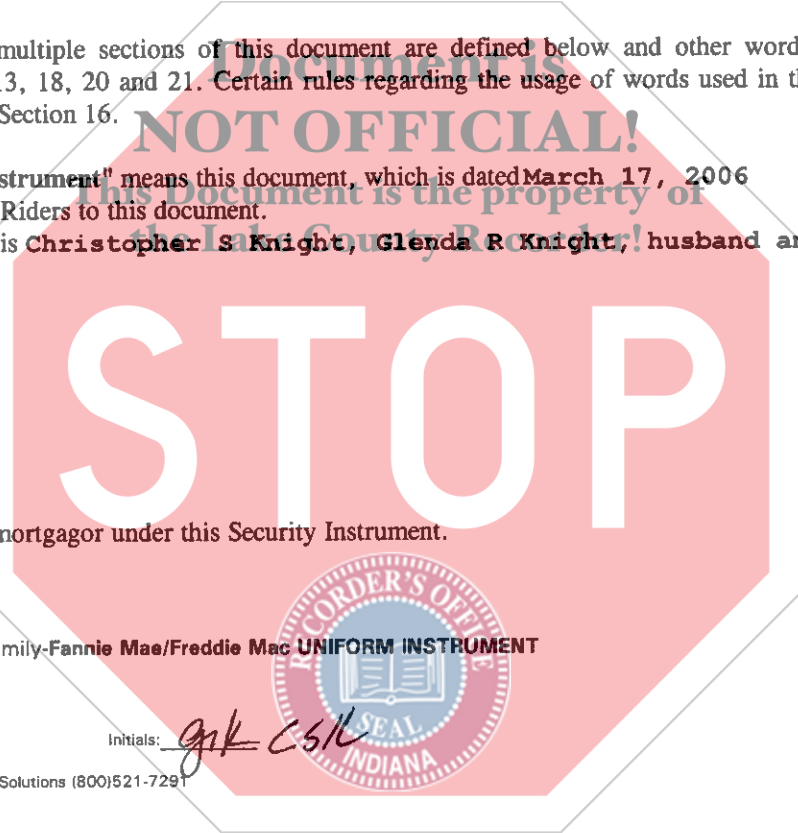 multiple sections of this document are defined below and other word
Document is
13, 18, 20 and 21. Certain rules regarding the usage of words used in th
Section 16.
NOT OFFICIAL!
strument" means this document, which is dated March 17, 2006
This Document is the property of
Riders to this document.
is Christopher S Knight, Glenda R Knight, husband an
the Lake County Recorder!
STOP
mortgagor under this Security Instrument.
RECORDER'S OFFICE
mily-Fannie Mae/Freddie Mac UNIFORM INSTRUMENT
SEAL
Initials: grk CSK
INDIANA
Solutions (800)521-7291